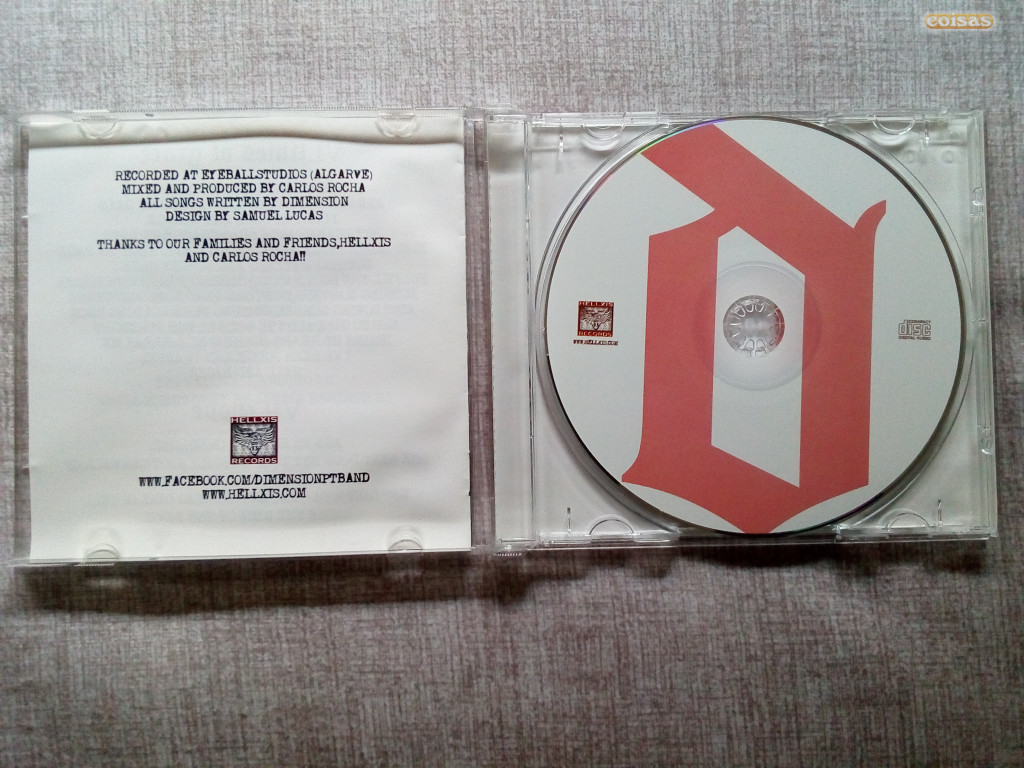 coisas
RECORDED AT EYEBALLSTUDIOS (ALGARVE)
MIXED AND PRODUCED BY CARLOS ROCHA
ALL SONGS WRITTEN BY DIMENSION
DESIGN BY SAMUEL LUCAS
THANKS TO OUR FAMILIES AND FRIENDS,HELLXIS
AND CARLOS ROCHA!!
HELLXIS
RECORDS
WWW.FACEBOOK.COM/DIMENSIONPTBAND
WWW.HELLXIS.COM
HELLXIS
RECORDS
WWW.HELLXIS.COM
COMPACT
disc
DIGITAL AUDIO